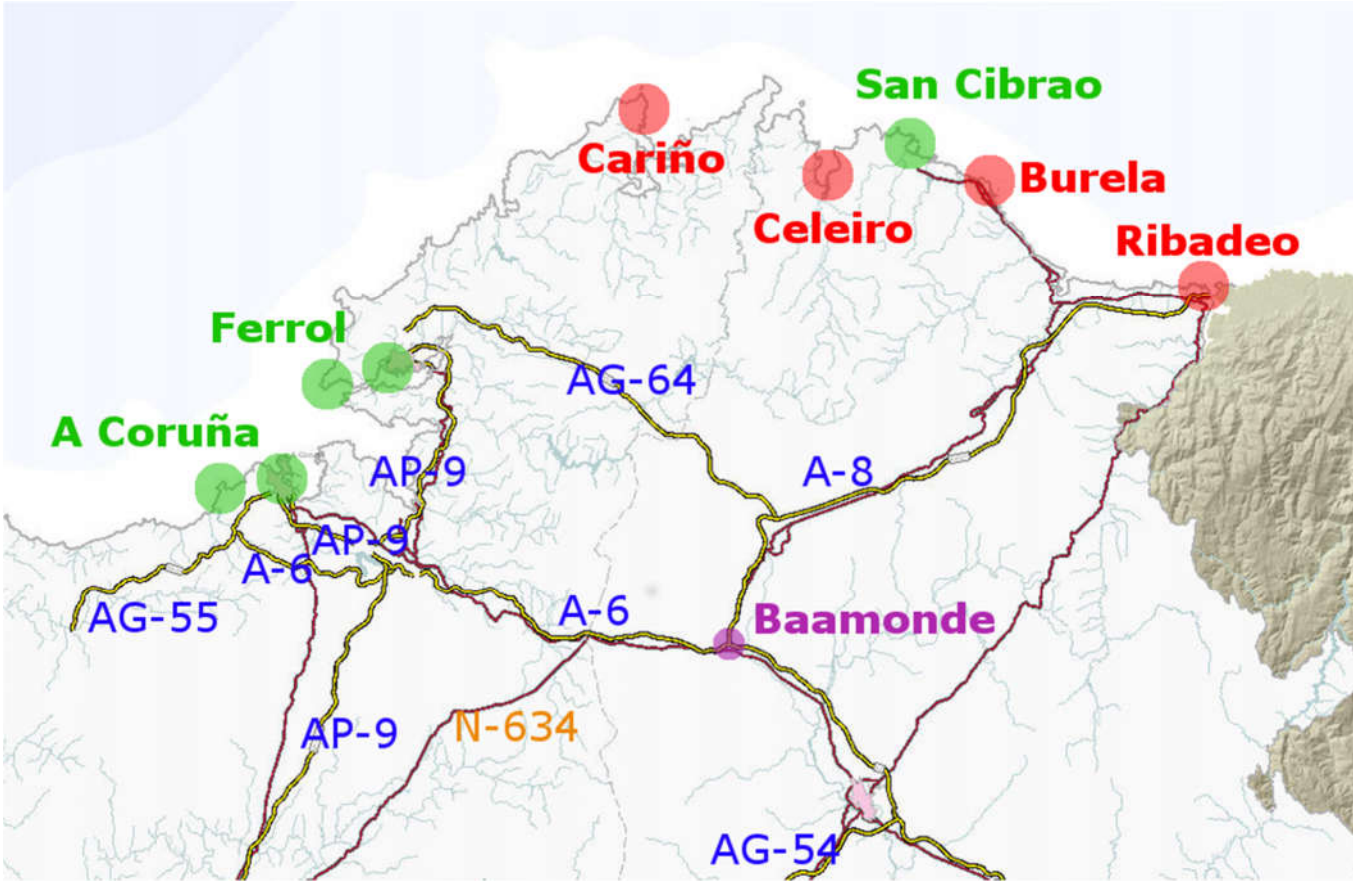 San Cibrao
Cariño
Burela
Celeiro
Ribadeo
Ferrol
AG-64
A Coruña
AP-9
A-8
AP-9
A-6
AG-55
A-6
Baamonde
AP-9
N-634
AG-54